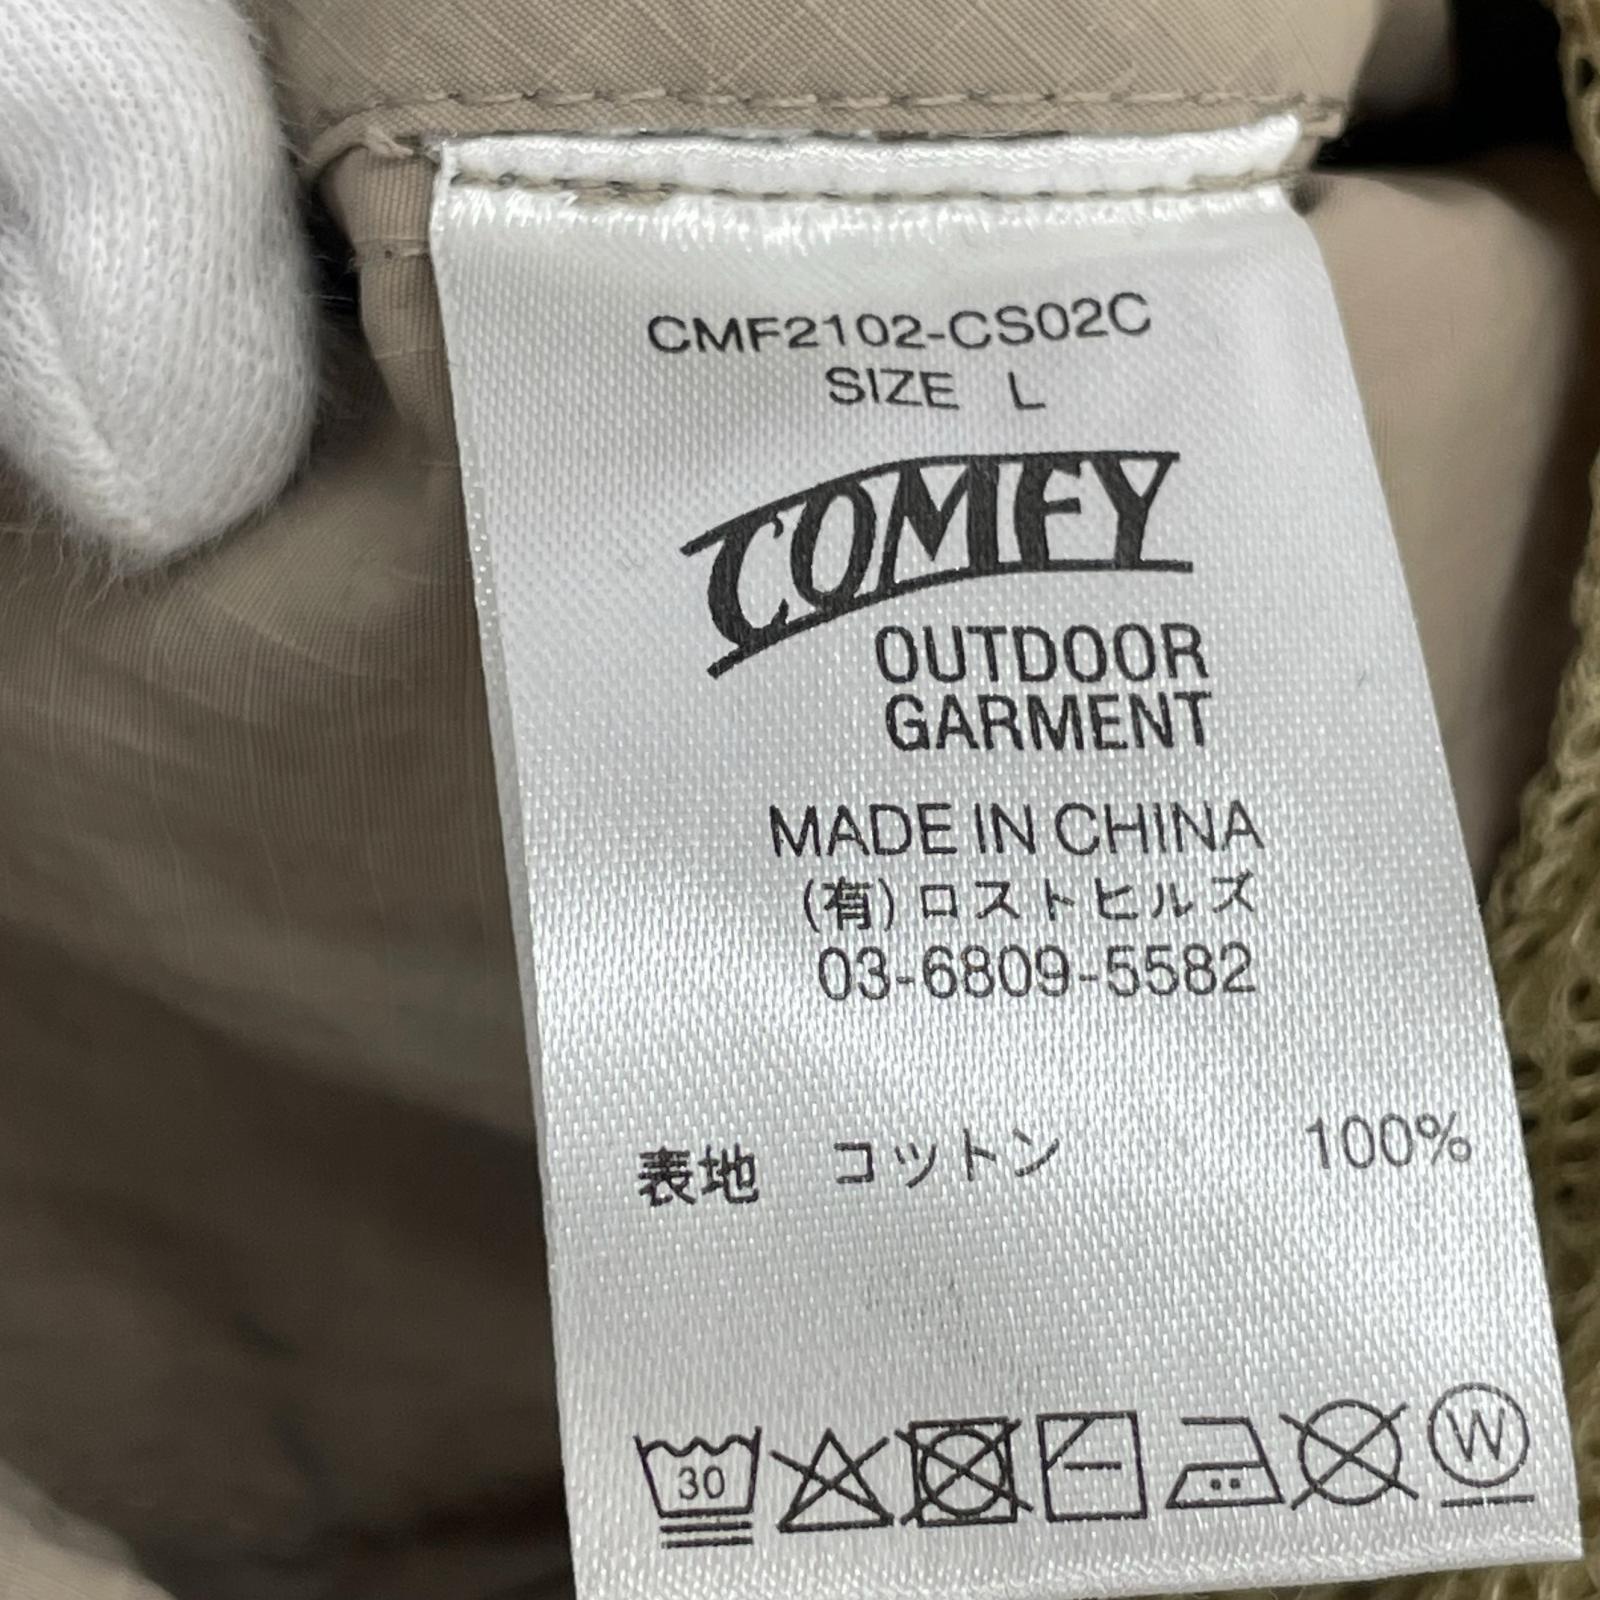 CMF2102-CS02C
SIZE L
COMFY
OUTDOOR
GARMENT
MADE IN CHINA
(有)ロストヒルズ
03-6809-5582
表地 コットン 100%
30 W